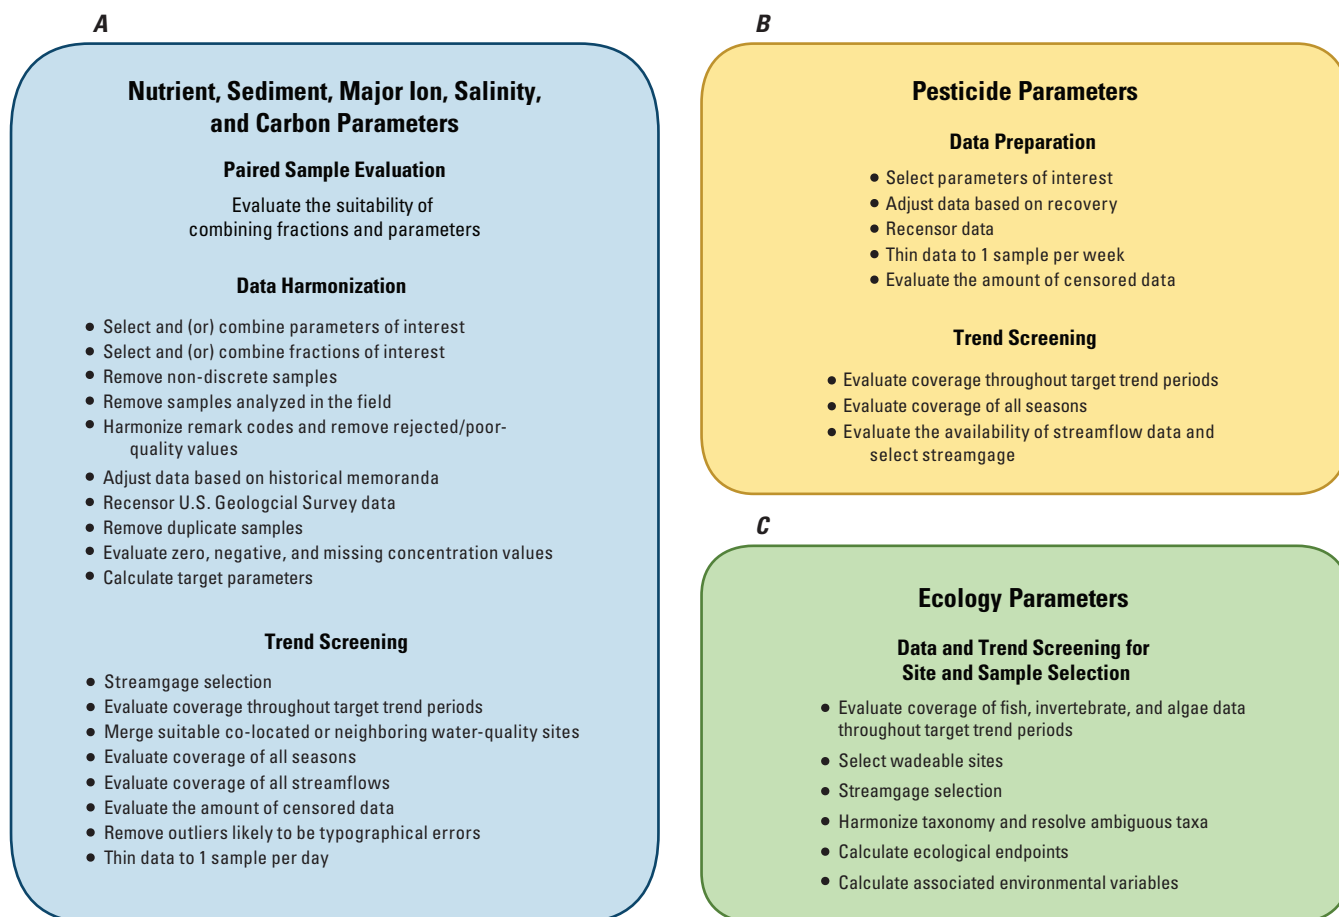 A
Nutrient, Sediment, Major Ion, Salinity,
and Carbon Parameters
Paired Sample Evaluation
Evaluate the suitability of
combining fractions and parameters
Data Harmonization
• Select and (or) combine parameters of interest
• Select and (or) combine fractions of interest
• Remove non-discrete samples
• Remove samples analyzed in the field
• Harmonize remark codes and remove rejected/poor-
quality values
• Adjust data based on historical memoranda
• Recensor U.S. Geologcial Survey data
• Remove duplicate samples
• Evaluate zero, negative, and missing concentration values
• Calculate target parameters
Trend Screening
• Streamgage selection
• Evaluate coverage throughout target trend periods
• Merge suitable co-located or neighboring water-quality sites
• Evaluate coverage of all seasons
• Evaluate coverage of all streamflows
• Evaluate the amount of censored data
• Remove outliers likely to be typographical errors
• Thin data to 1 sample per day
B
Pesticide Parameters
Data Preparation
• Select parameters of interest
• Adjust data based on recovery
• Recensor data
• Thin data to 1 sample per week
• Evaluate the amount of censored data
Trend Screening
• Evaluate coverage throughout target trend periods
• Evaluate coverage of all seasons
• Evaluate the availability of streamflow data and
select streamgage
C
Ecology Parameters
Data and Trend Screening for
Site and Sample Selection
• Evaluate coverage of fish, invertebrate, and algae data
throughout target trend periods
• Select wadeable sites
• Streamgage selection
• Harmonize taxonomy and resolve ambiguous taxa
• Calculate ecological endpoints
• Calculate associated environmental variables